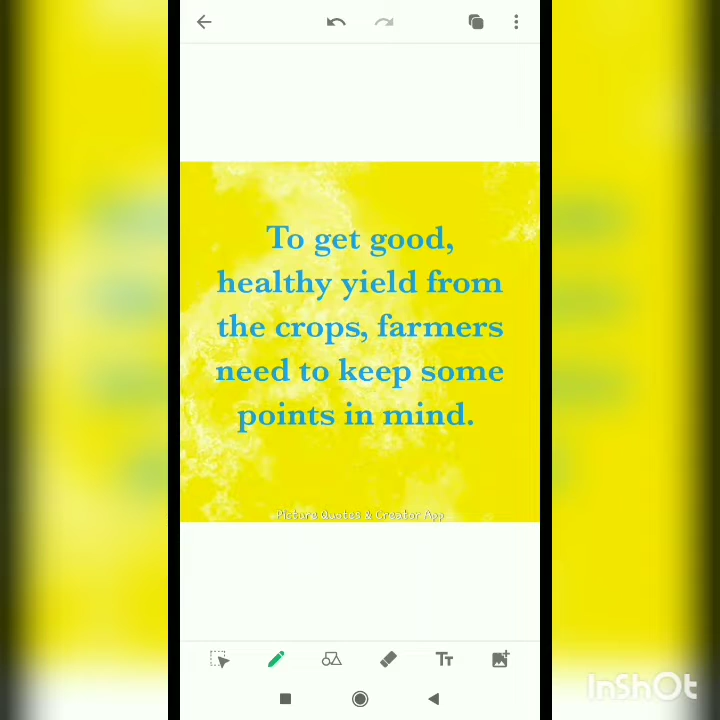 To get good,
healthy yield from
the crops, farmers
need to keep some
points in mind.
Picture Quotes & Creator App
TT
InShOt